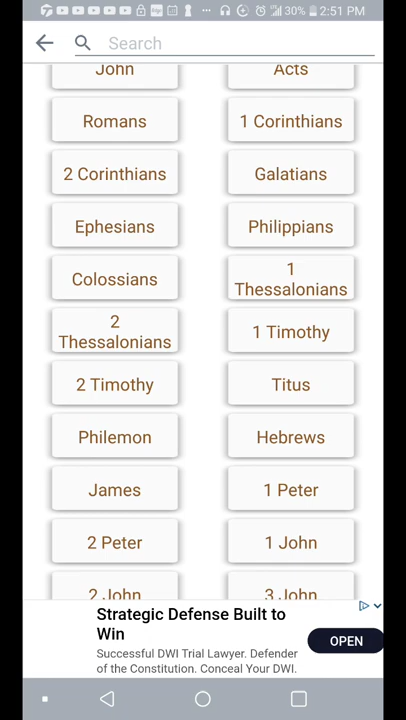 30% 2:51 PM
Search
John Acts
Romans 1 Corinthians
2 Corinthians Galatians
Ephesians Philippians
Colossians 1
Thessalonians
2
Thessalonians 1 Timothy
2 Timothy Titus
Philemon Hebrews
James 1 Peter
2 Peter 1 John
2 John 3 John
Strategic Defense Built to
Win
Successful DWI Trial Lawyer. Defender
of the Constitution. Conceal Your DWI.
OPEN